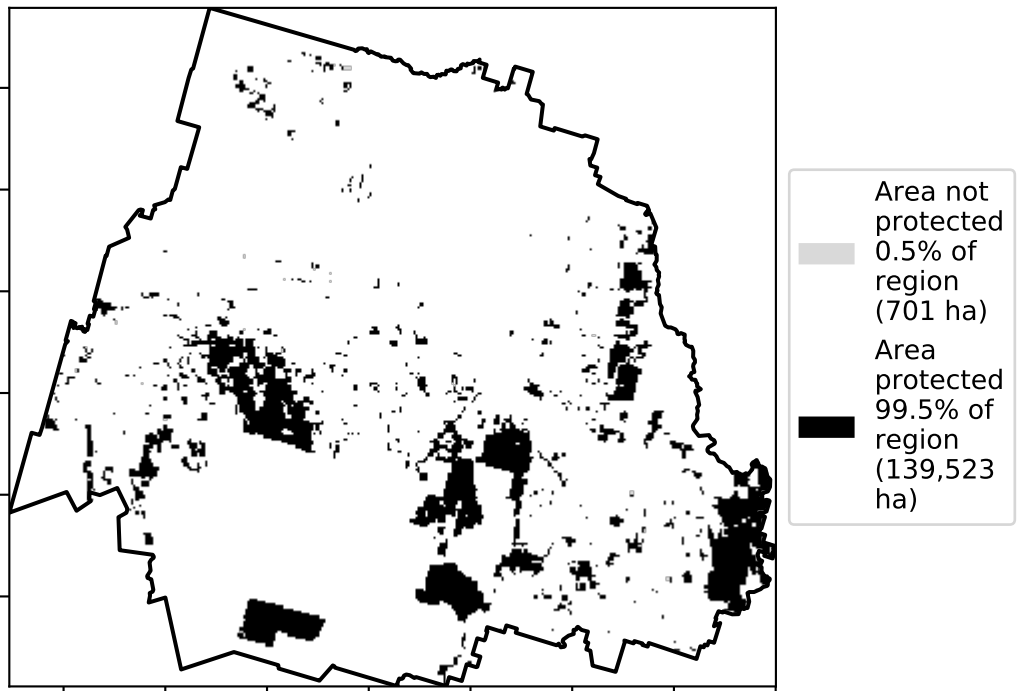 Area not
protected
0.5% of
region
(701 ha)
Area
protected
99.5% of
region
(139,523
ha)